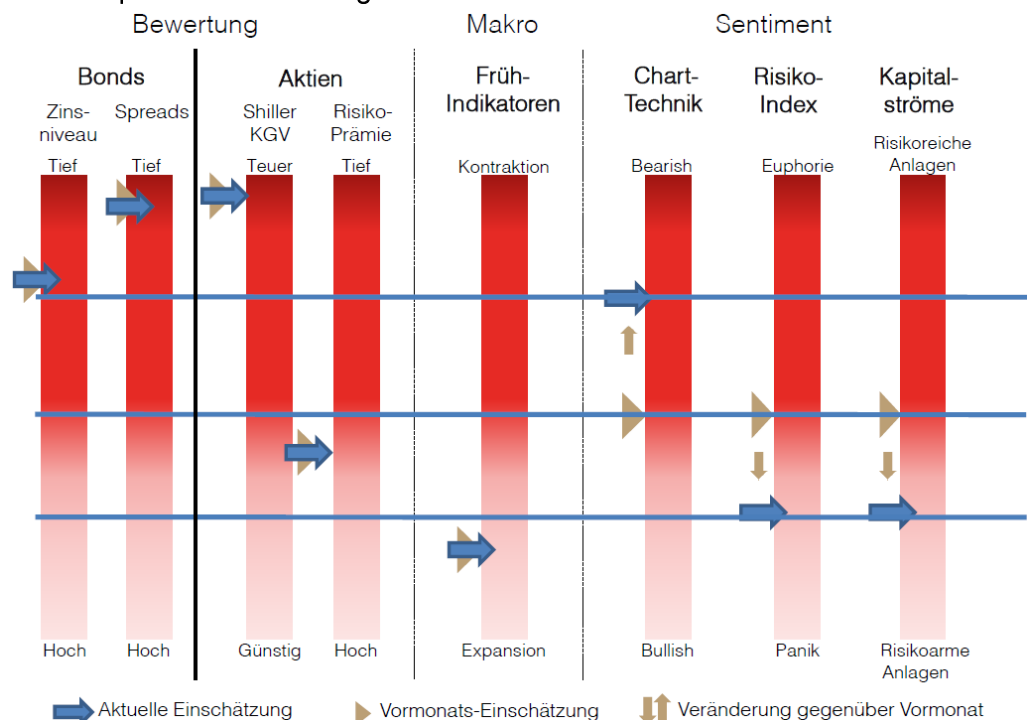 Bewertung
Makro
Sentiment
Bonds
Aktien
Früh-
Indikatoren
Chart-
Technik
Risiko-
Index
Kapital-
ströme
Zins-
niveau
Spreads
Shiller
KGV
Risiko-
Prämie
Risikoreiche
Anlagen
Tief
Tief
Teuer
Tief
Kontraktion
Bearish
Euphorie
Hoch
Hoch
Günstig
Hoch
Expansion
Bullish
Panik
Risikoarme
Anlagen
Aktuelle Einschätzung
Vormonats-Einschätzung
Veränderung gegenüber Vormonat